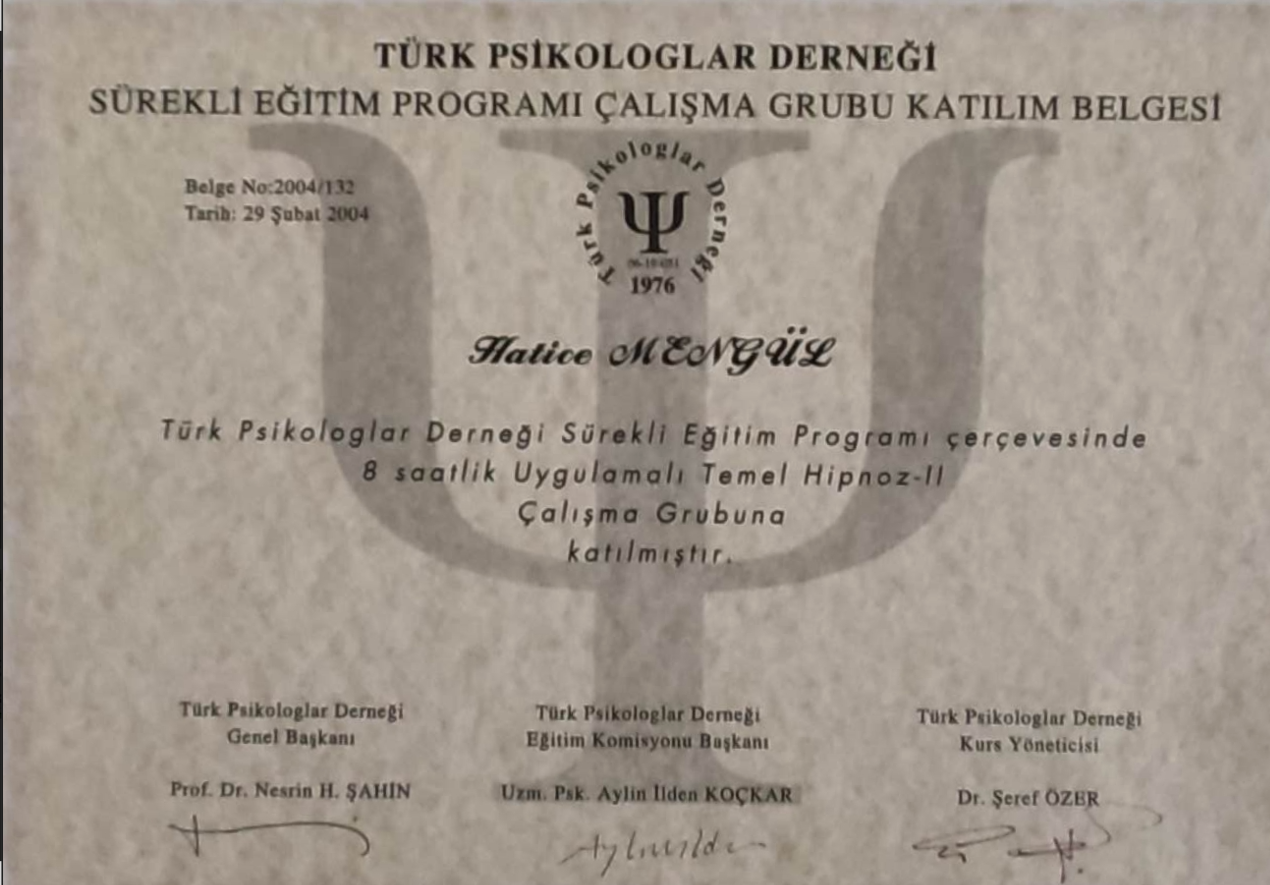 TÜRK PSİKOLOGLAR DERNEĞİ
SÜREKLİ EĞİTİM PROGRAMI ÇALIŞMA GRUBU KATILIM BELGESİ
Belge No:2004/132
Tarih: 29 Şubat 2004
Türk Psikologlar Derneği
Ψ
1976
Hatice MENGÜL
Türk Psikologlar Derneği Sürekli Eğitim Programı çerçevesinde
8 saatlik Uygulamalı Temel Hipnoz-II
Çalışma Grubuna
katılmıştır.
Türk Psikologlar Derneği
Genel Başkanı
Prof. Dr. Nesrin H. ŞAHİN
Türk Psikologlar Derneği
Eğitim Komisyonu Başkanı
Uzm. Psk. Aylin İlden KOÇKAR
Türk Psikologlar Derneği
Kurs Yöneticisi
Dr. Şeref ÖZER